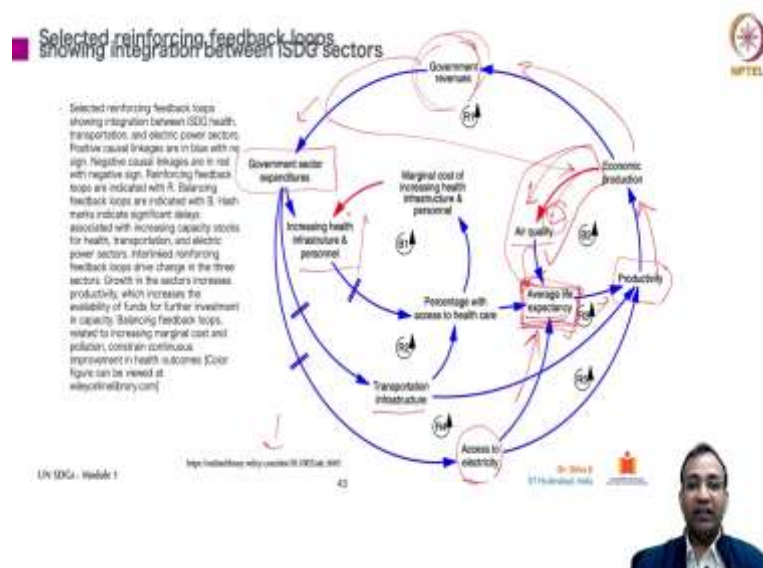 Selected reinforcing feedback loops
showing integration between iSDG sectors
NPTEL
- Selected reinforcing feedback loops
showing integration between iSDG health,
transportation, and electric power sectors.
Positive causal linkages are in blue with no
sign. Negative causal linkages are in red
with negative sign. Reinforcing feedback
loops are indicated with R. Balancing
feedback loops are indicated with B. Hash
marks indicate significant delays
associated with increasing capacity stocks
for health, transportation, and electric
power sectors. Interlinked reinforcing
feedback loops drive change in the three
sectors. Growth in the sectors increases
productivity, which increases the
availability of funds for further investment
in capacity. Balancing feedback loops,
related to increasing marginal cost and
pollution, constrain continuous
improvement in health outcomes [Color
figure can be viewed at
wileyonlinelibrary.com]
Government
revenues
Government sector
expenditures
Marginal cost of
increasing health
infrastructure &
personnel
Economic
production
Increasing health
infrastruture &
personnel
B1
Air quality
Productivity
Percentage with
access to health care
Average life
expectancy
Transportation
infrastructure
R4
Access to
electricity
UN SDGs - Module 1
43
IIT Hyderabad, India